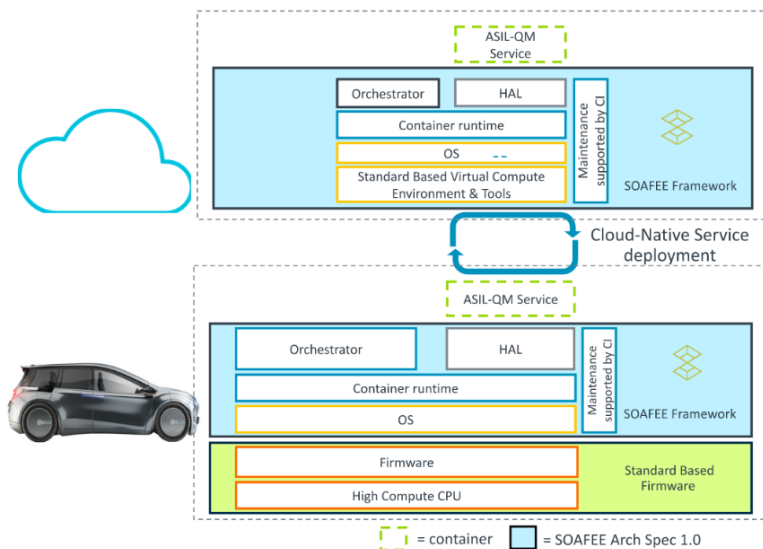 ASIL-QM
Service
Orchestrator
HAL
Container runtime
OS
Standard Based Virtual Compute
Environment & Tools
Maintenance
supported by CI
SOAFEE Framework
Cloud-Native Service
deployment
ASIL-QM Service
Orchestrator
HAL
Container runtime
OS
Maintenance
supported by CI
SOAFEE Framework
Firmware
High Compute CPU
Standard Based
Firmware
= container
= SOAFEE Arch Spec 1.0